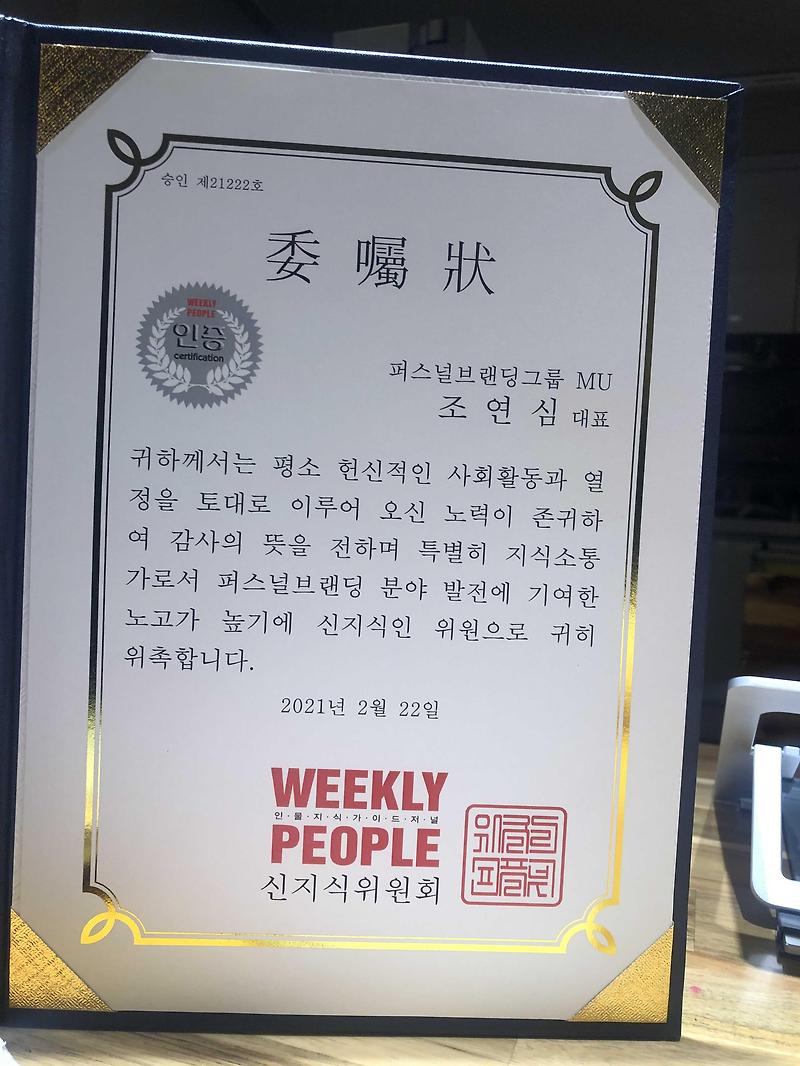 승인 제21222호
委囑狀
WEEKLY
PEOPLE
인증
certification
퍼스널브랜딩그룹 MU
조연심 대표
귀하께서는 평소 헌신적인 사회활동과 열
정을 토대로 이루어 오신 노력이 존귀하
여 감사의 뜻을 전하며 특별히 지식소통
가로서 퍼스널브랜딩 분야 발전에 기여한
노고가 높기에 신지식인 위원으로 귀히
위촉합니다.
2021년 2월 22일
WEEKLY
인·물·지·식·가·이·드·저·널
PEOPLE
신지식위원회